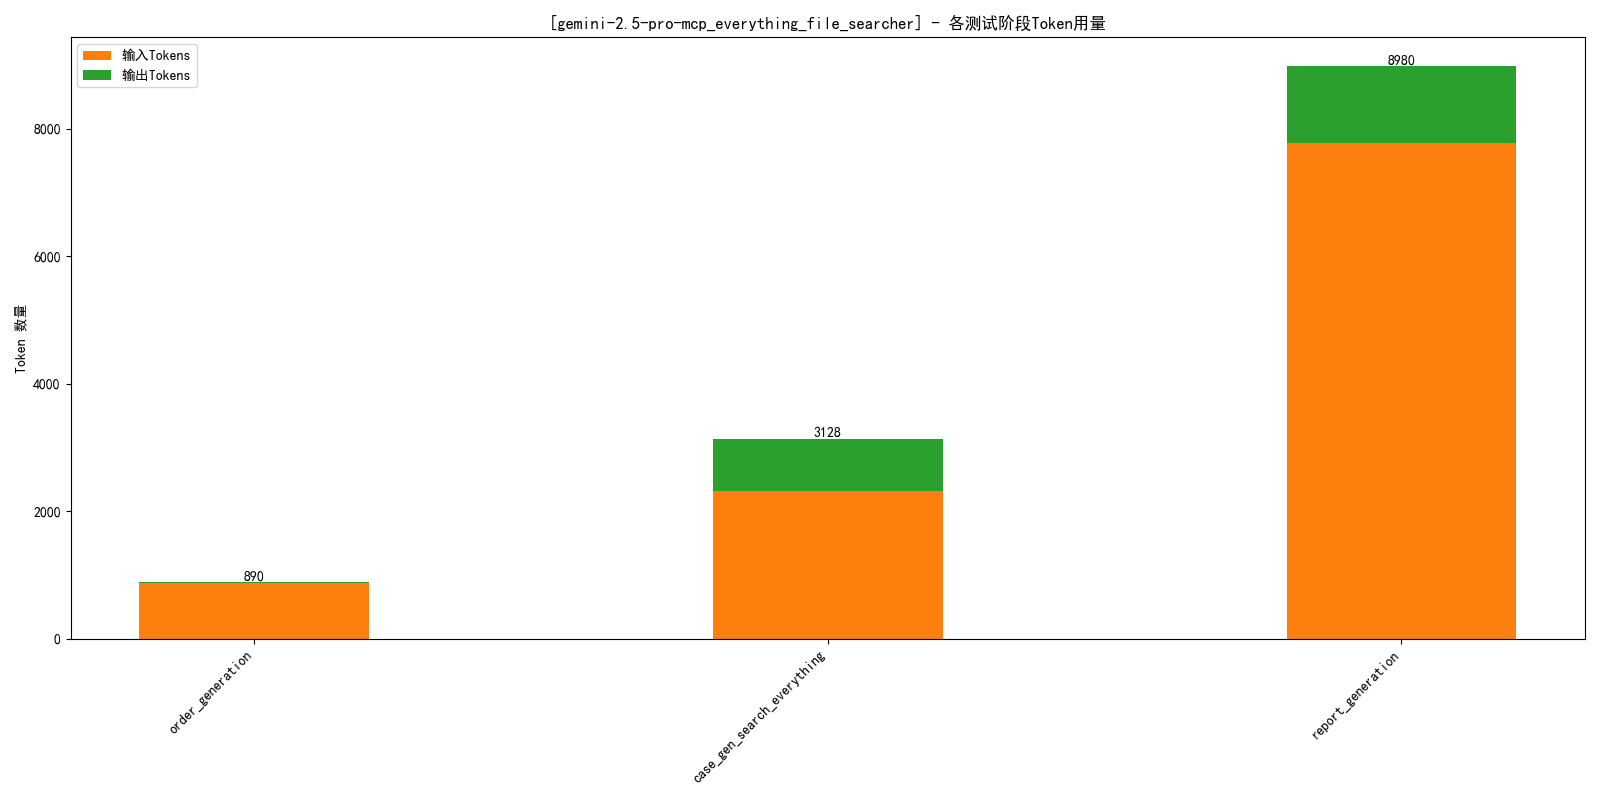 [gemini-2.5-pro-mcp_everything_file_searcher] - 各测试阶段Token用量
输入Tokens
输出Tokens
Token 数量
8000
6000
4000
2000
0
890
3128
8980
order_generation
case_gen_search_everything
report_generation